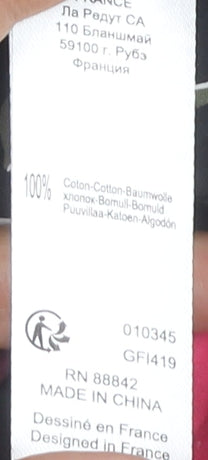 FRANCE
Ла Редут СА
110 Бланшмай
59100 г. Рубэ
Франция
100% Coton-Cotton-Baumwolle
хлопок-Bomull-Bomuld
Puuvillaa-Katoen-Algodón
010345
GFI419
RN 88842
MADE IN CHINA
Dessiné en France
Designed in France